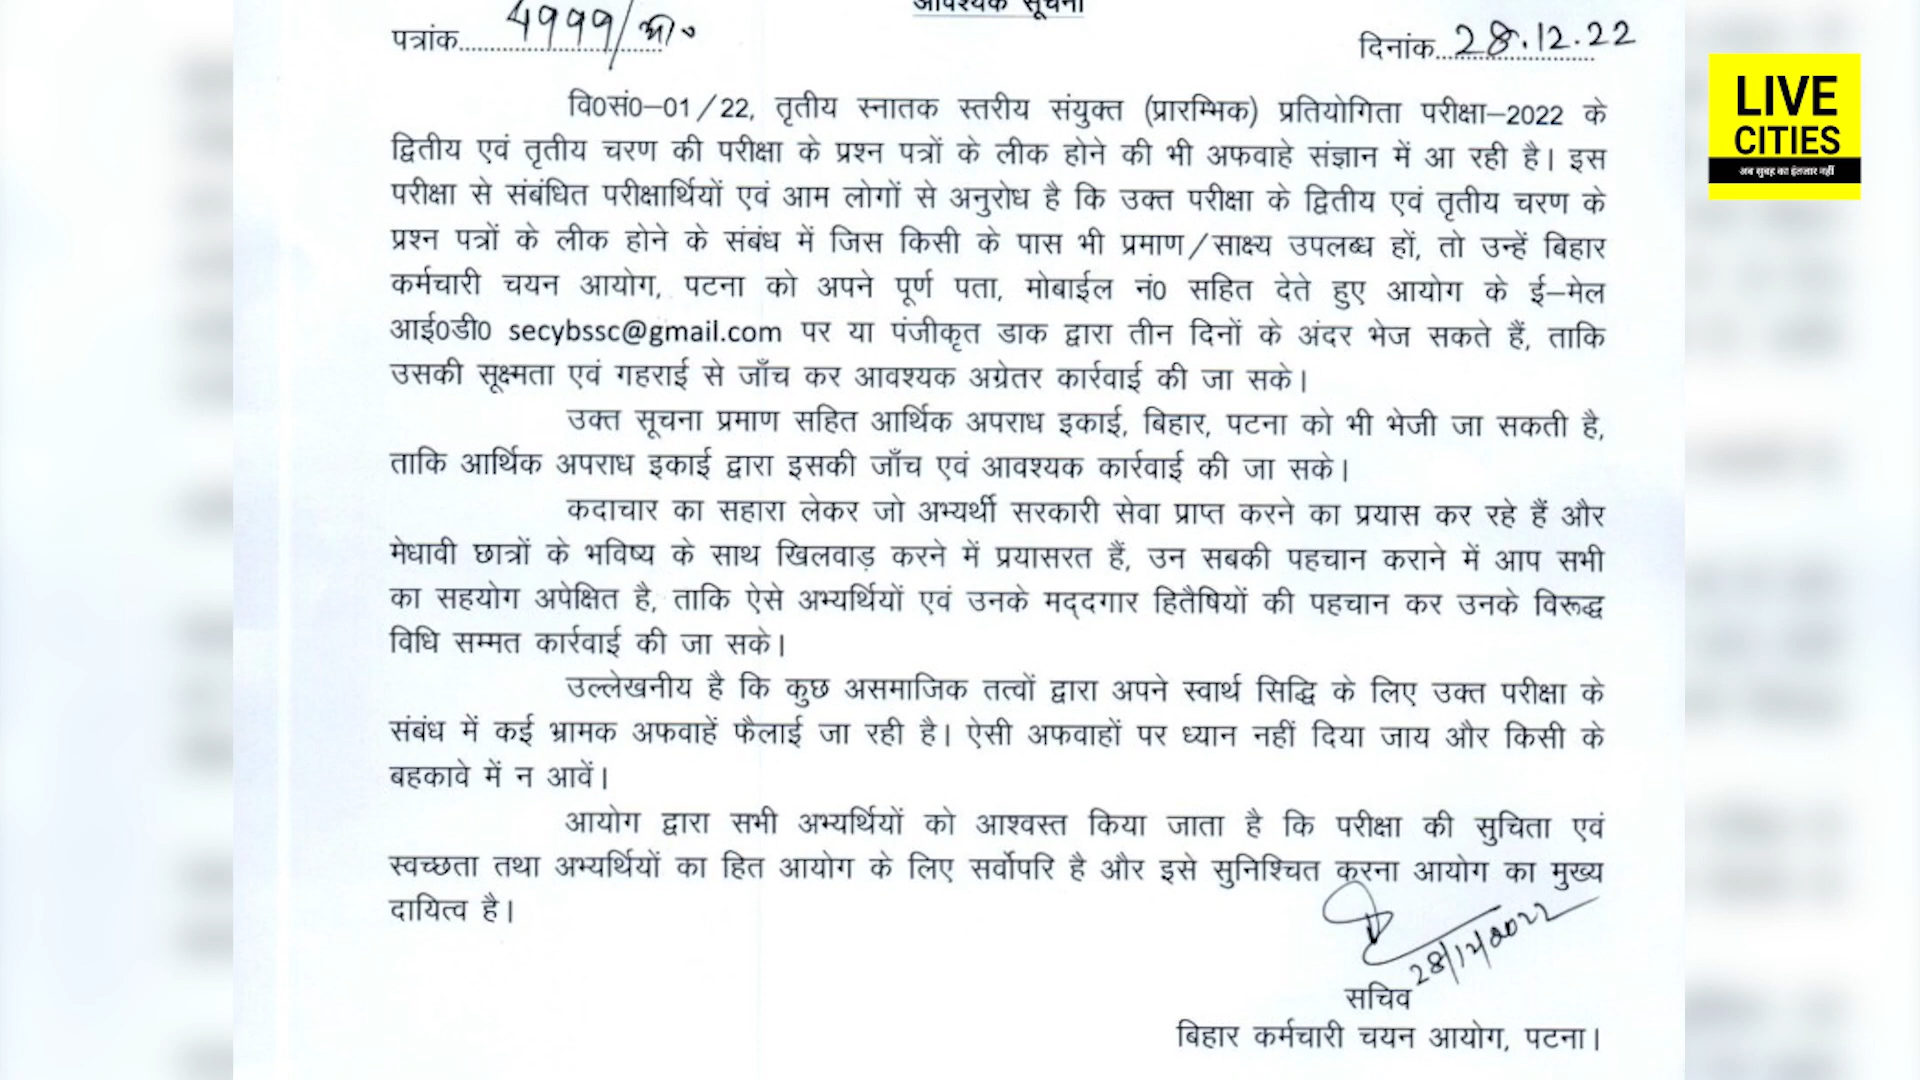 आवश्यक सूचना
पत्रांक
दिनांक 28.12.22
LIVE
CITIES
अब सुबह का इंतजार नहीं
वि0सं0–01/22, तृतीय स्नातक स्तरीय संयुक्त (प्रारम्भिक) प्रतियोगिता परीक्षा–2022 के
द्वितीय एवं तृतीय चरण की परीक्षा के प्रश्न पत्रों के लीक होने की भी अफवाहे संज्ञान में आ रही है। इस
परीक्षा से संबंधित परीक्षार्थियों एवं आम लोगों से अनुरोध है कि उक्त परीक्षा के द्वितीय एवं तृतीय चरण के
प्रश्न पत्रों के लीक होने के संबंध में जिस किसी के पास भी प्रमाण/साक्ष्य उपलब्ध हों, तो उन्हें बिहार
कर्मचारी चयन आयोग, पटना को अपने पूर्ण पता, मोबाईल नं0 सहित देते हुए आयोग के ई–मेल
आई0डी0 secybssc@gmail.com पर या पंजीकृत डाक द्वारा तीन दिनों के अंदर भेज सकते हैं, ताकि
उसकी सूक्ष्मता एवं गहराई से जाँच कर आवश्यक अग्रेतर कार्रवाई की जा सके।
उक्त सूचना प्रमाण सहित आर्थिक अपराध इकाई, बिहार, पटना को भी भेजी जा सकती है,
ताकि आर्थिक अपराध इकाई द्वारा इसकी जाँच एवं आवश्यक कार्रवाई की जा सके।
कदाचार का सहारा लेकर जो अभ्यर्थी सरकारी सेवा प्राप्त करने का प्रयास कर रहे हैं और
मेधावी छात्रों के भविष्य के साथ खिलवाड़ करने में प्रयासरत हैं, उन सबकी पहचान कराने में आप सभी
का सहयोग अपेक्षित है, ताकि ऐसे अभ्यर्थियों एवं उनके मद्दगार हितैषियों की पहचान कर उनके विरूद्ध
विधि सम्मत कार्रवाई की जा सके।
उल्लेखनीय है कि कुछ असमाजिक तत्वों द्वारा अपने स्वार्थ सिद्धि के लिए उक्त परीक्षा के
संबंध में कई भ्रामक अफवाहें फैलाई जा रही है। ऐसी अफवाहों पर ध्यान नहीं दिया जाय और किसी के
बहकावे में न आवें।
आयोग द्वारा सभी अभ्यर्थियों को आश्वस्त किया जाता है कि परीक्षा की सुचिता एवं
स्वच्छता तथा अभ्यर्थियों का हित आयोग के लिए सर्वोपरि है और इसे सुनिश्चित करना आयोग का मुख्य
दायित्व है।
28/12/2022
सचिव
बिहार कर्मचारी चयन आयोग, पटना।